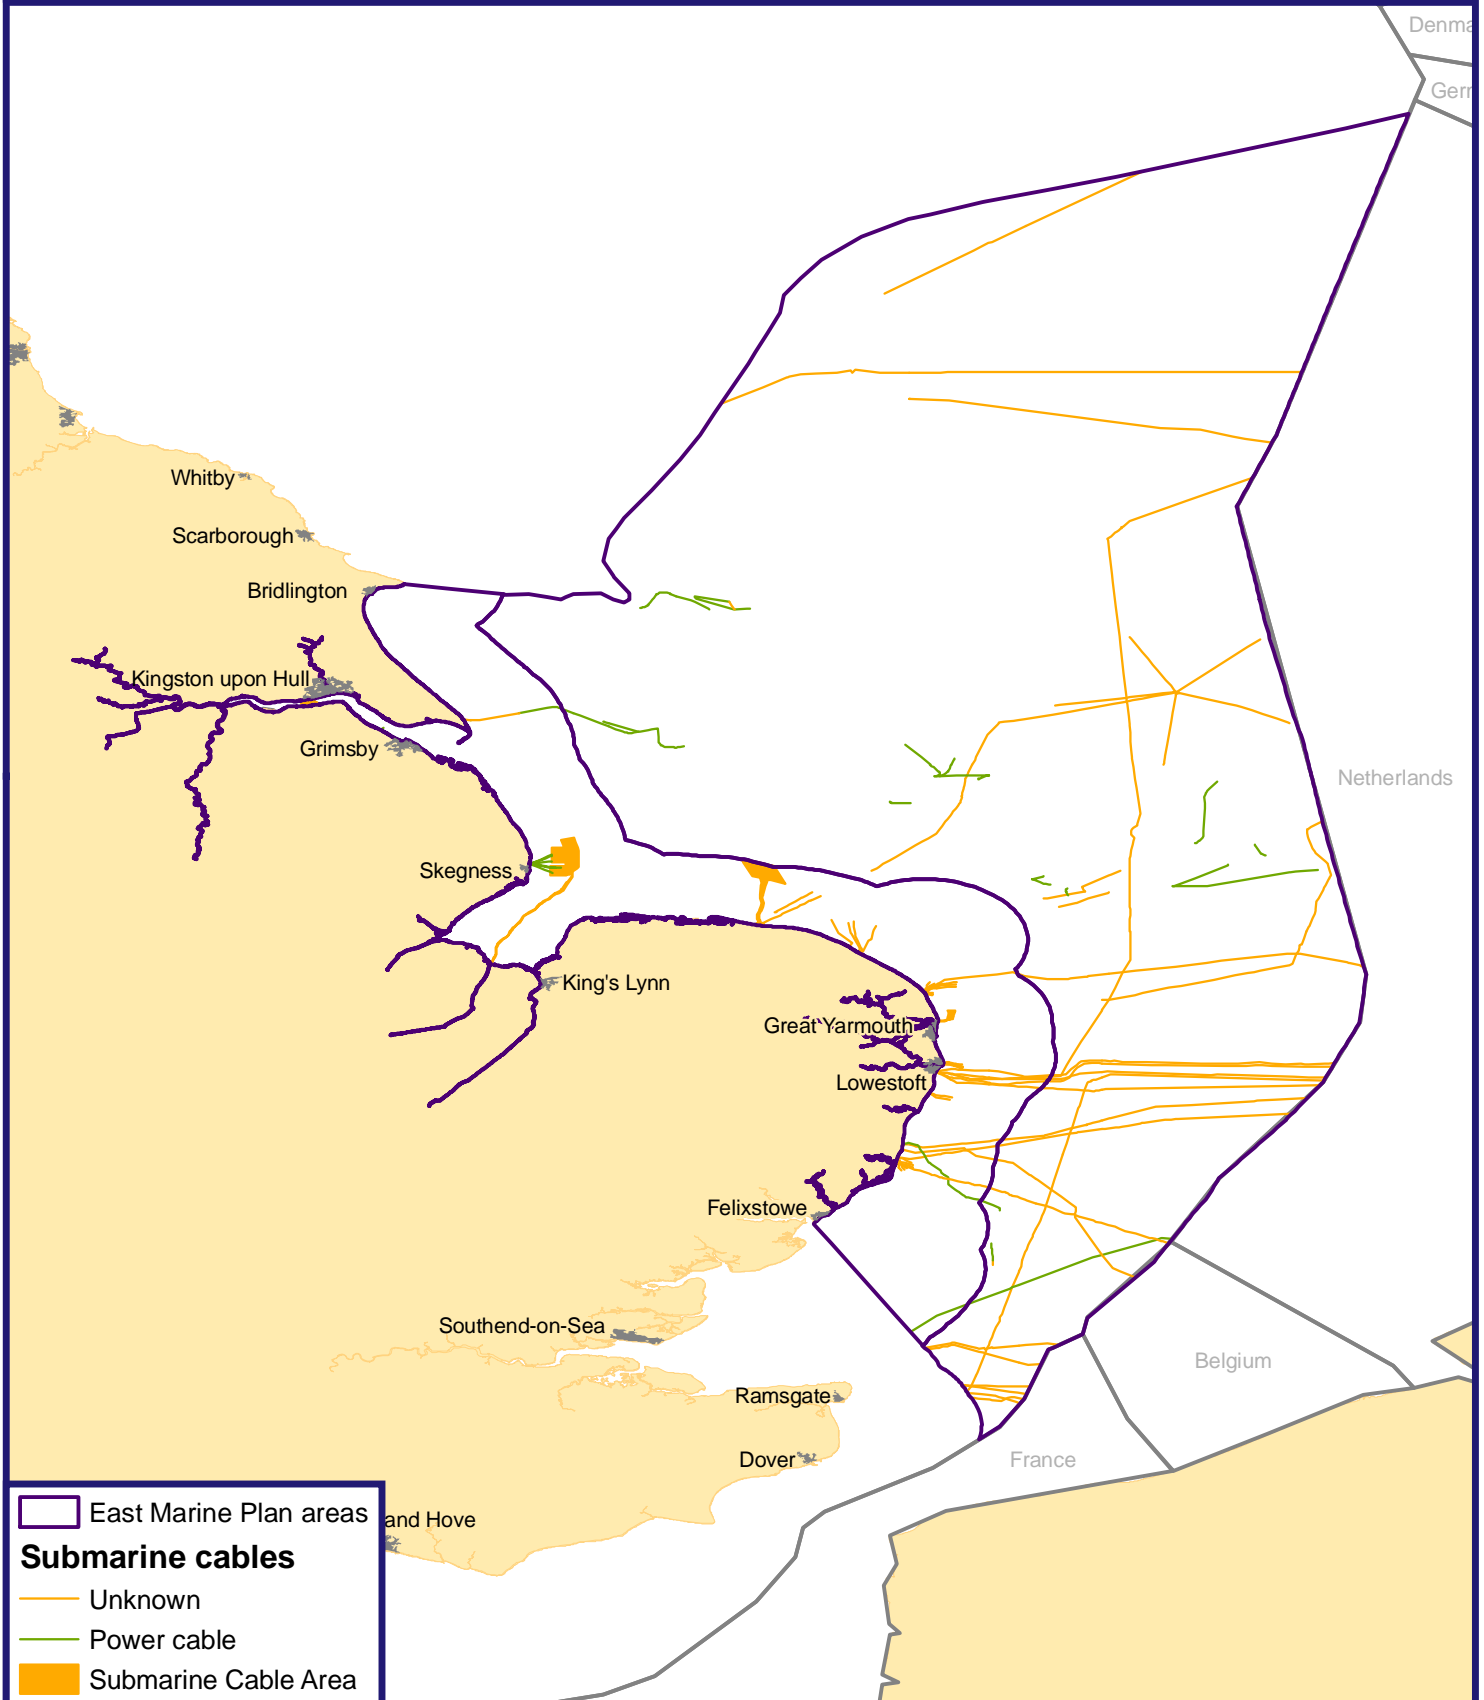 Denma
Gerr
Whitby
Scarborough
Bridlington
Kingston upon Hull
Grimsby
Netherlands
Skegness
King's Lynn
Great Yarmouth
Lowestoft
Felixstowe
Southend-on-Sea
Belgium
Ramsgate
Dover
France
and Hove
East Marine Plan areas
Submarine cables
Unknown
Power cable
Submarine Cable Area